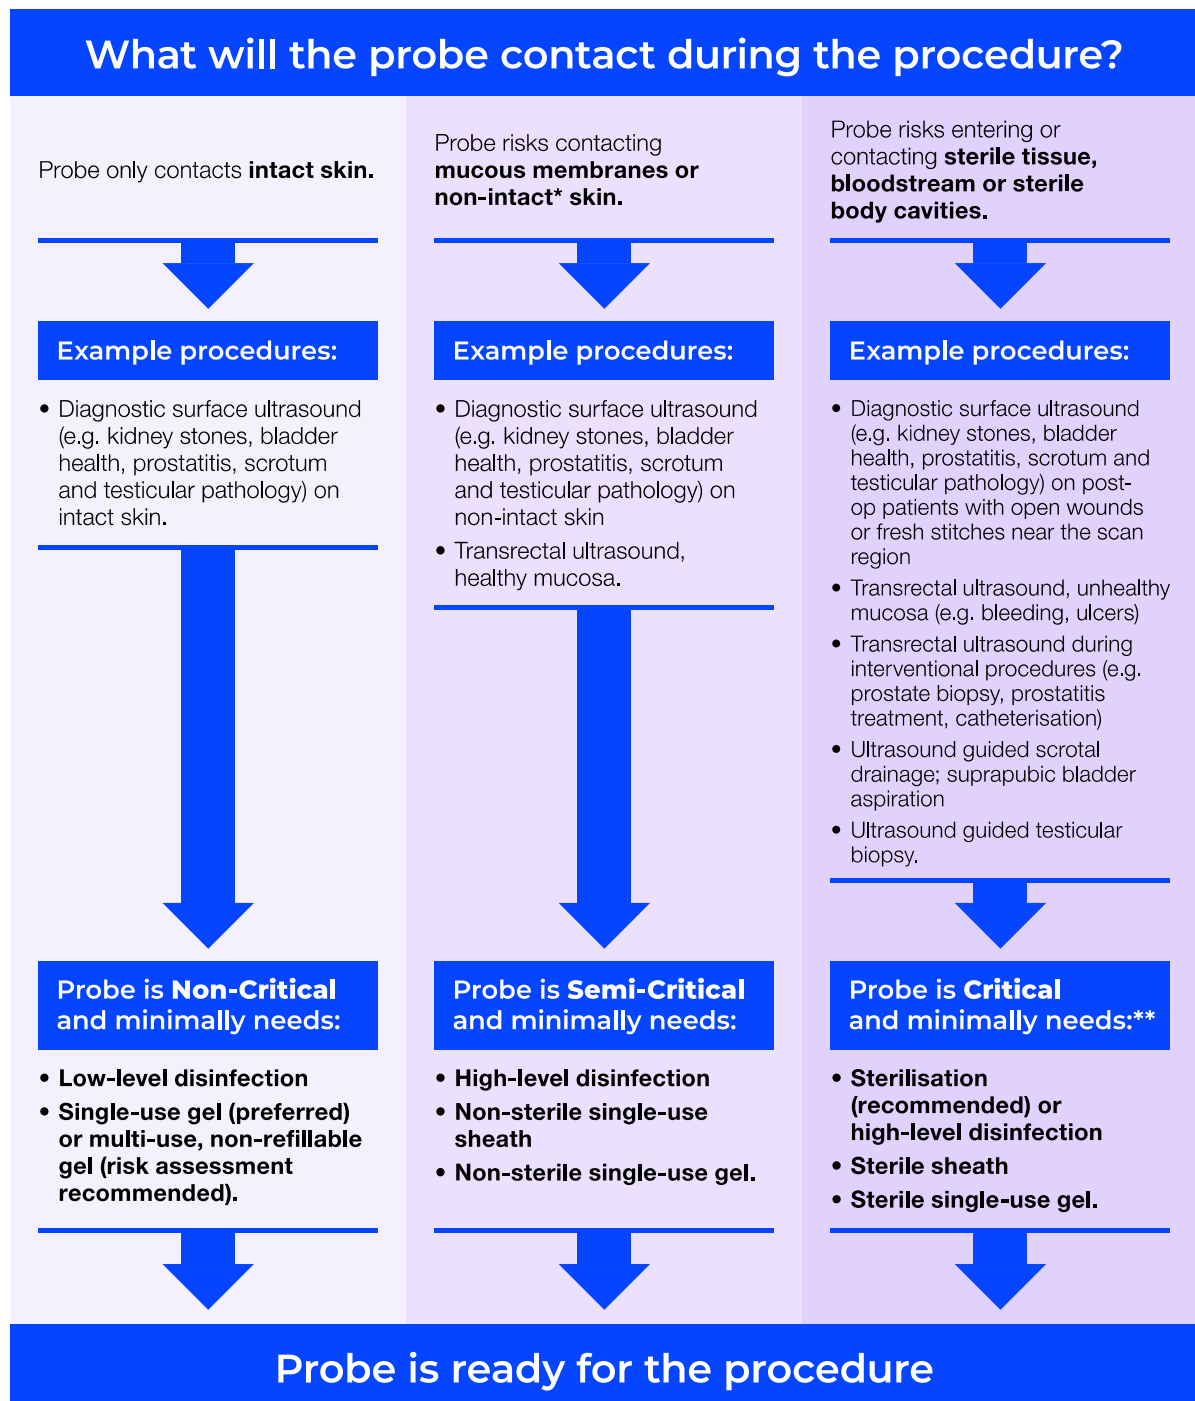 What will the probe contact during the procedure?
Probe only contacts intact skin.
Example procedures:
• Diagnostic surface ultrasound
(e.g. kidney stones, bladder
health, prostatitis, scrotum
and testicular pathology) on
intact skin.
Probe is Non-Critical
and minimally needs:
• Low-level disinfection
• Single-use gel (preferred)
or multi-use, non-refillable
gel (risk assessment
recommended).
Probe risks contacting
mucous membranes or
non-intact* skin.
Example procedures:
• Diagnostic surface ultrasound
(e.g. kidney stones, bladder
health, prostatitis, scrotum
and testicular pathology) on
non-intact skin
• Transrectal ultrasound,
healthy mucosa.
Probe is Semi-Critical
and minimally needs:
• High-level disinfection
• Non-sterile single-use
sheath
• Non-sterile single-use gel.
Probe risks entering or
contacting sterile tissue,
bloodstream or sterile
body cavities.
Example procedures:
• Diagnostic surface ultrasound
(e.g. kidney stones, bladder
health, prostatitis, scrotum and
testicular pathology) on post-
op patients with open wounds
or fresh stitches near the scan
region
• Transrectal ultrasound, unhealthy
mucosa (e.g. bleeding, ulcers)
• Transrectal ultrasound during
interventional procedures (e.g.
prostate biopsy, prostatitis
treatment, catheterisation)
• Ultrasound guided scrotal
drainage; suprapubic bladder
aspiration
• Ultrasound guided testicular
biopsy.
Probe is Critical
and minimally needs:**
• Sterilisation
(recommended) or
high-level disinfection
• Sterile sheath
• Sterile single-use gel.
Probe is ready for the procedure